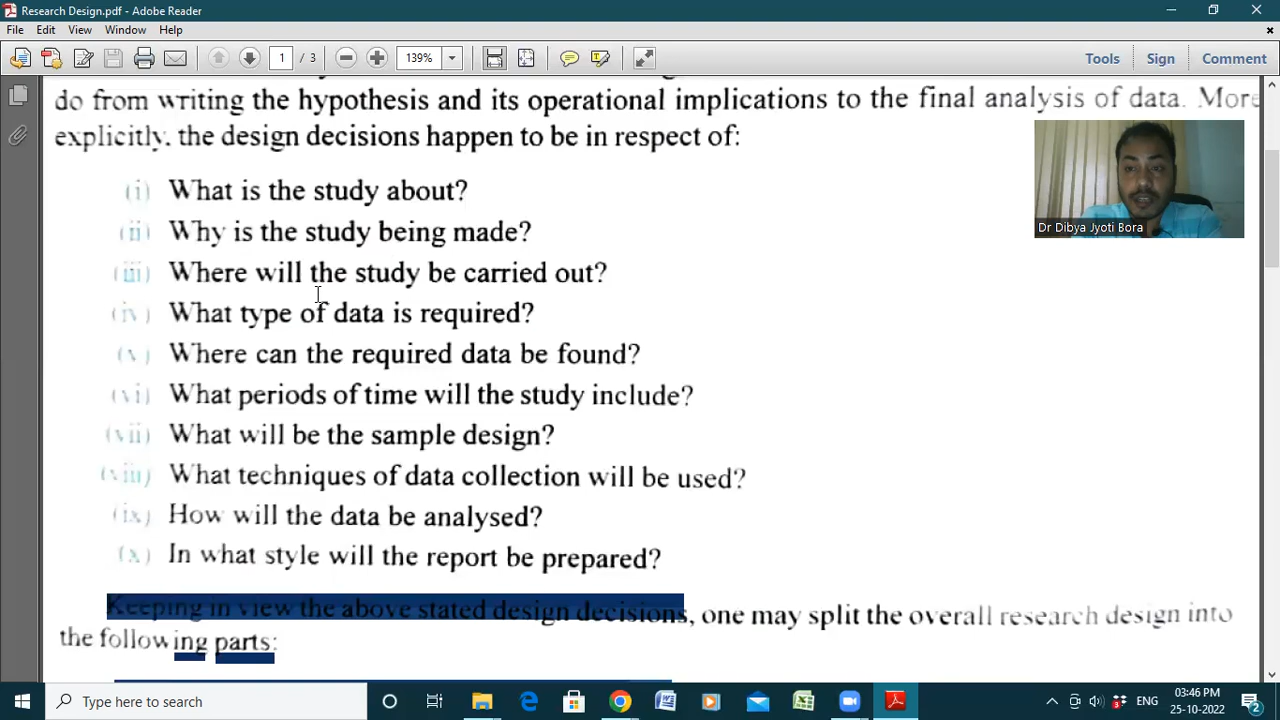 Research Design.pdf - Adobe Reader
File Edit View Window Help
1 / 3 139% Tools Sign Comment
do from writing the hypothesis and its operational implications to the final analysis of data. More
explicitly, the design decisions happen to be in respect of:
(i) What is the study about?
(ii) Why is the study being made?
(iii) Where will the study be carried out?
(iv) What type of data is required?
(v) Where can the required data be found?
(vi) What periods of time will the study include?
(vii) What will be the sample design?
(viii) What techniques of data collection will be used?
(ix) How will the data be analysed?
(x) In what style will the report be prepared?
Keeping in view the above stated design decisions, one may split the overall research design into
the following parts:
Dr Dibya Jyoti Bora
Type here to search
ENG
03:46 PM
25-10-2022
2